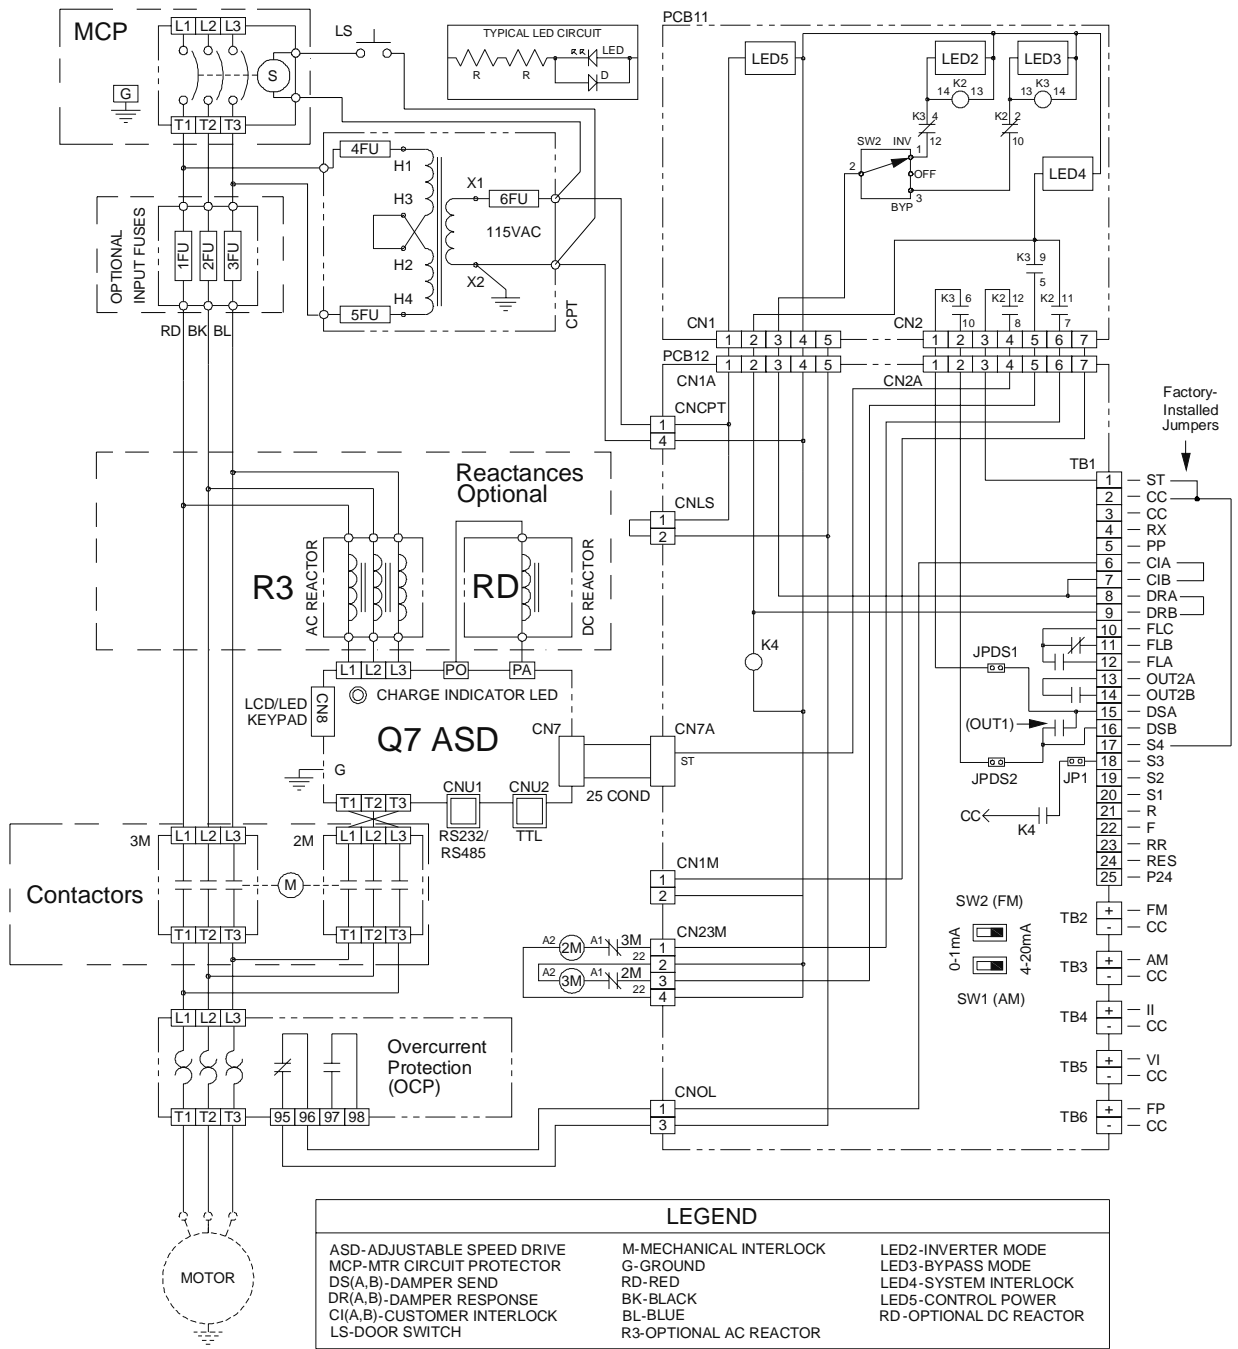 MCP
L1 L2 L3
S
G
T1 T2 T3
LS
TYPICAL LED CIRCUIT
LED
R R D
4FU
H1
H3
H2
H4
5FU
X1
6FU
115VAC
X2
CPT
OPTIONAL
INPUT FUSES
1FU
2FU
3FU
RD BK BL
PCB11
LED5
LED2
LED3
K2
14 13
K3
13 14
K3 4
12
K2 2
10
SW2 INV
1
2
OFF
3
BYP
LED4
K3 9
5
K3 6
10
K2 12
8
K2 11
7
CN1
1 2 3 4 5
CN2
1 2 3 4 5 6 7
PCB12
1 2 3 4 5
1 2 3 4 5 6 7
CN1A
CN2A
CNCPT
1
4
CNLS
1
2
Reactances
Optional
R3
AC REACTOR
RD
DC REACTOR
L1 L2 L3 PO PA
CHARGE INDICATOR LED
LCD/LED
KEYPAD
CN8
Q7 ASD
G
CN7
CN7A
ST
25 COND
CNU1
RS232/
RS485
CNU2
TTL
T1 T2 T3
K4
Factory-
Installed
Jumpers
TB1
1 ST
2 CC
3 CC
4 RX
5 PP
6 CIA
7 CIB
8 DRA
9 DRB
10 FLC
11 FLB
12 FLA
13 OUT2A
14 OUT2B
15 DSA
16 DSB
17 S4
18 S3
19 S2
20 S1
21 R
22 F
23 RR
24 RES
25 P24
JPDS1
(OUT1)
JPDS2
JP1
CC
K4
Contactors
3M
L1 L2 L3
T1 T2 T3
M
2M
L1 L2 L3
T1 T2 T3
CN1M
1
2
CN23M
1
2
3
4
A2 2M A1 3M
22
A2 3M A1 2M
22
SW2 (FM)
0-1mA
4-20mA
SW1 (AM)
TB2 + FM
- CC
TB3 + AM
- CC
TB4 + II
- CC
TB5 + VI
- CC
TB6 + FP
- CC
L1 L2 L3
Overcurrent
Protection
(OCP)
T1 T2 T3
95 96 97 98
CNOL
1
3
MOTOR
LEGEND
ASD-ADJUSTABLE SPEED DRIVE
MCP-MTR CIRCUIT PROTECTOR
DS(A,B)-DAMPER SEND
DR(A,B)-DAMPER RESPONSE
CI(A,B)-CUSTOMER INTERLOCK
LS-DOOR SWITCH
M-MECHANICAL INTERLOCK
G-GROUND
RD-RED
BK-BLACK
BL-BLUE
R3-OPTIONAL AC REACTOR
LED2-INVERTER MODE
LED3-BYPASS MODE
LED4-SYSTEM INTERLOCK
LED5-CONTROL POWER
RD-OPTIONAL DC REACTOR